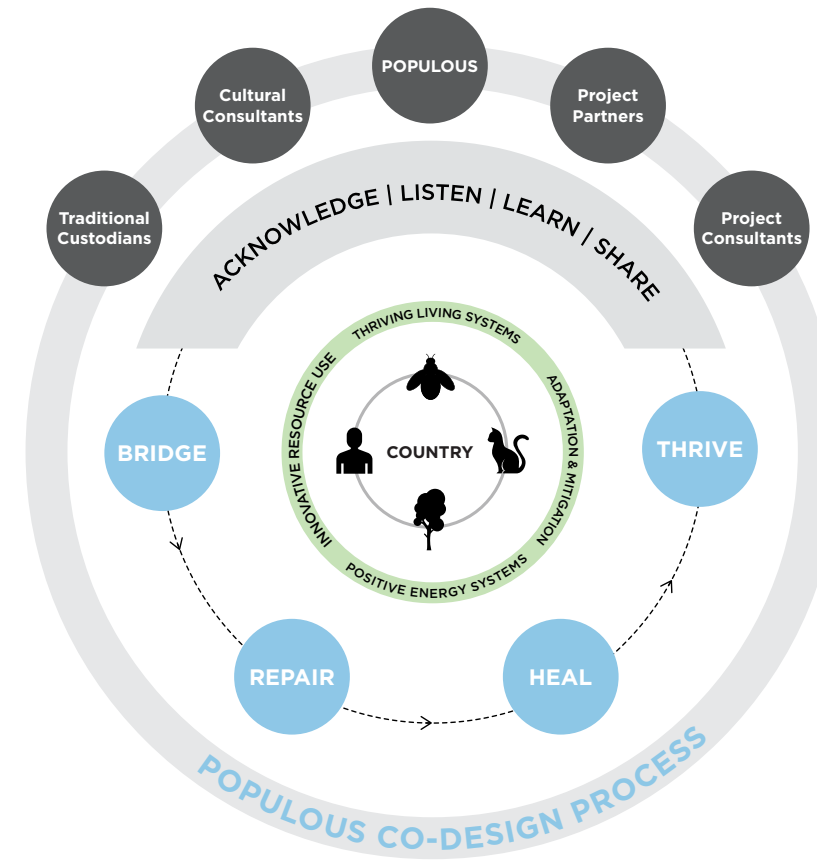 POPULOUS
Cultural
Consultants
Project
Partners
Traditional
Custodians
Project
Consultants
ACKNOWLEDGE | LISTEN | LEARN | SHARE
THRIVING LIVING SYSTEMS
ADAPTATION & MITIGATION
POSITIVE ENERGY SYSTEMS
INNOVATIVE RESOURCE USE
COUNTRY
BRIDGE
REPAIR
HEAL
THRIVE
POPULOUS CO-DESIGN PROCESS